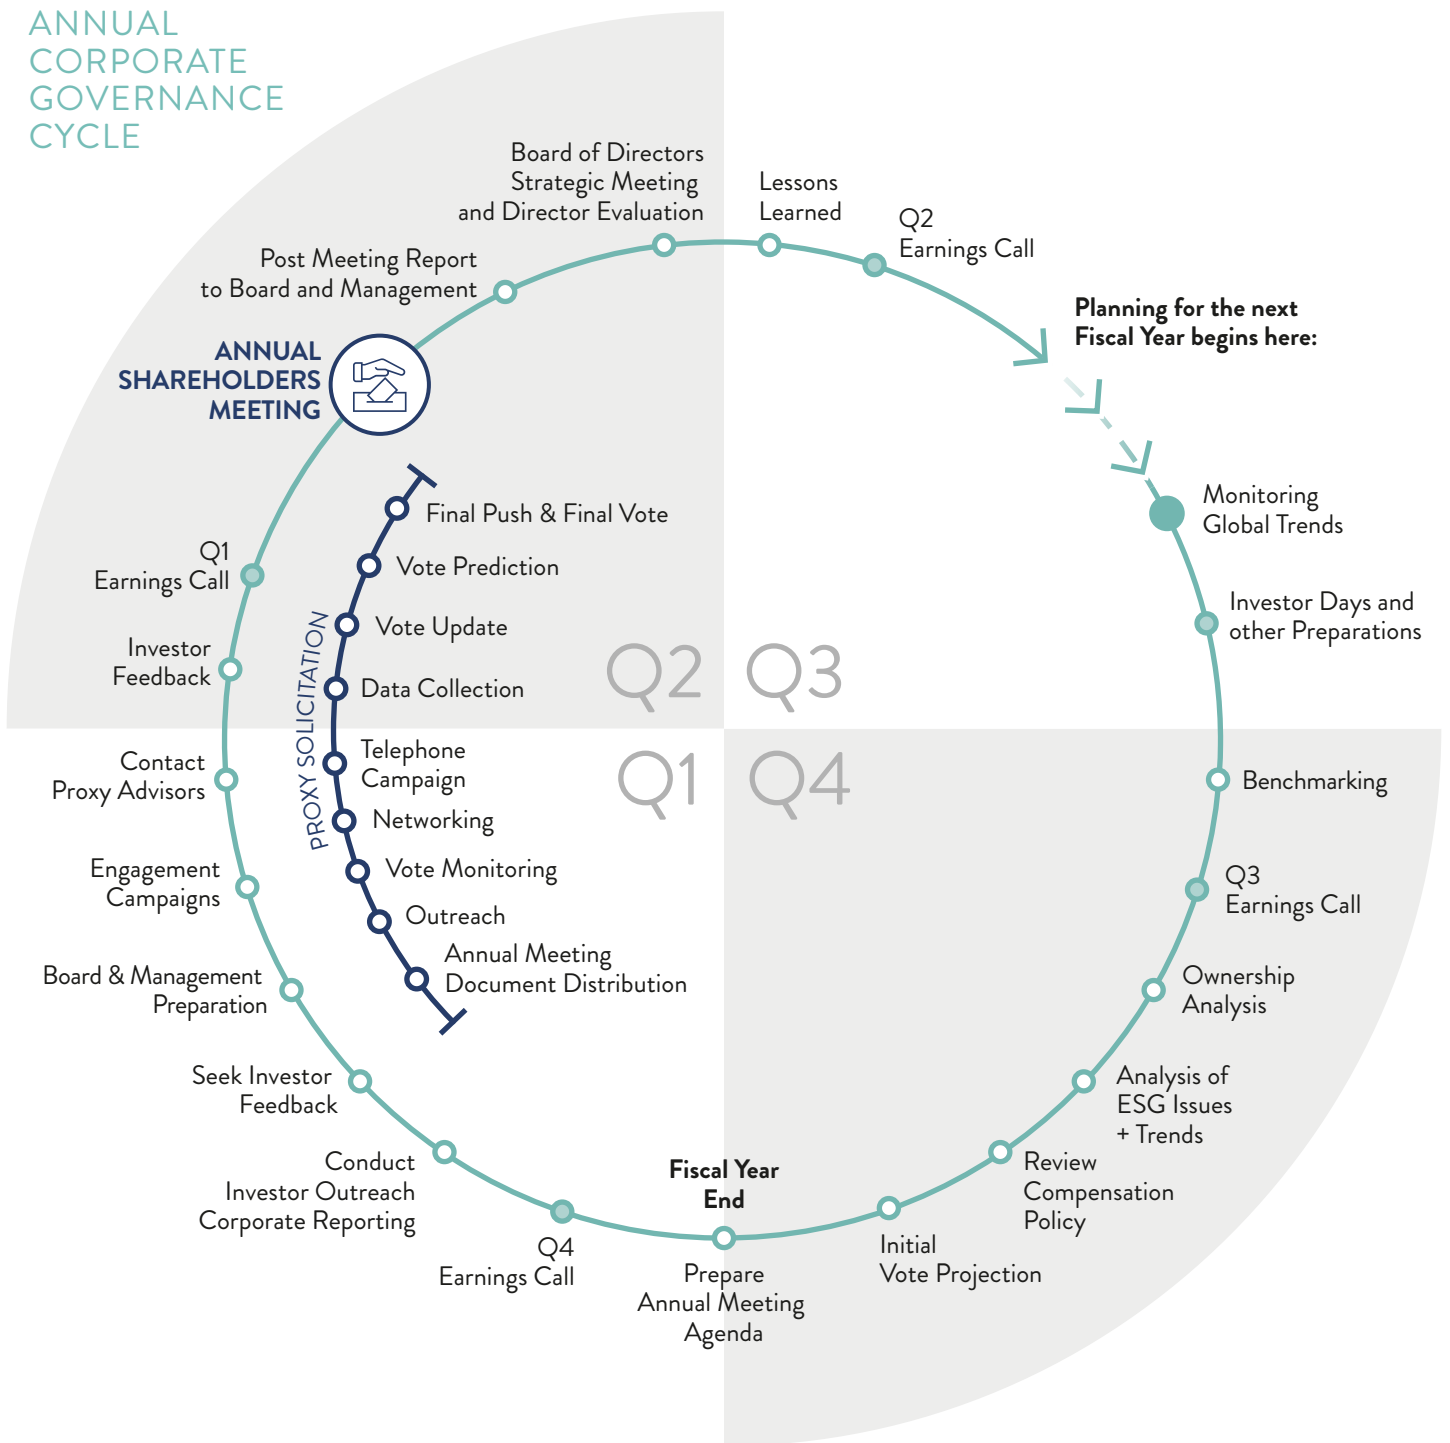 ANNUAL
CORPORATE
GOVERNANCE
CYCLE
Board of Directors
Strategic Meeting
and Director Evaluation
Lessons
Learned
Q2
Earnings Call
Planning for the next
Fiscal Year begins here:
Monitoring
Global Trends
Investor Days and
other Preparations
Benchmarking
Q3
Earnings Call
Ownership
Analysis
Analysis of
ESG Issues
+ Trends
Review
Compensation
Policy
Initial
Vote Projection
Fiscal Year
End
Prepare
Annual Meeting
Agenda
Q4
Earnings Call
Conduct
Investor Outreach
Corporate Reporting
Seek Investor
Feedback
Board & Management
Preparation
Engagement
Campaigns
Contact
Proxy Advisors
Investor
Feedback
Q1
Earnings Call
ANNUAL
SHAREHOLDERS
MEETING
Post Meeting Report
to Board and Management
PROXY SOLICITATION
Final Push & Final Vote
Vote Prediction
Vote Update
Data Collection
Telephone
Campaign
Networking
Vote Monitoring
Outreach
Annual Meeting
Document Distribution
Q2
Q3
Q1
Q4